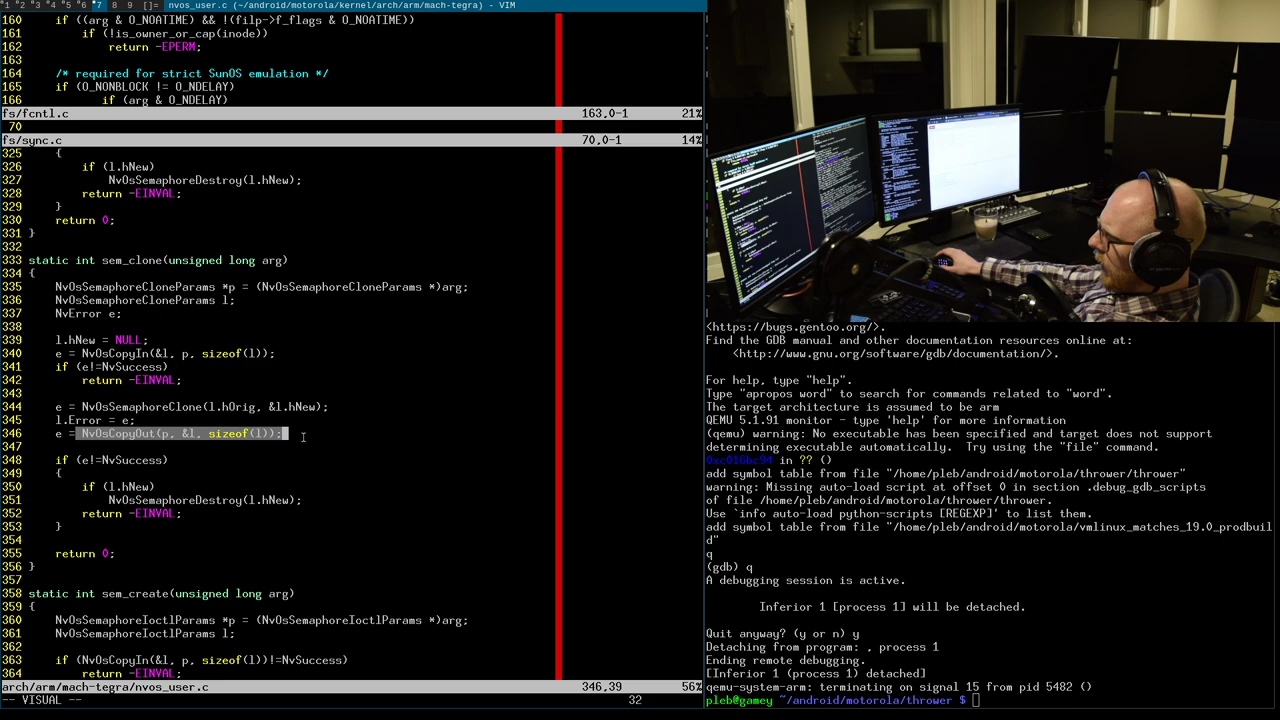 1 2 3 4 5 6 7 8 9 []= nvos_user.c (~/android/motorola/kernel/arch/arm/mach-tegra) - VIM
160     if ((arg & O_NOATIME) && !(filp->f_flags & O_NOATIME))
161         if (!is_owner_or_cap(inode))
162             return -EPERM;
163
164     /* required for strict SunOS emulation */
165     if (O_NONBLOCK != O_NDELAY)
166            if (arg & O_NDELAY)
fs/fcntl.c 163,0-1 21%
70
fs/sync.c 70,0-1 14%
325     {
326         if (l.hNew)
327             NvOsSemaphoreDestroy(l.hNew);
328         return -EINVAL;
329     }
330     return 0;
331 }
332
333 static int sem_clone(unsigned long arg)
334 {
335     NvOsSemaphoreCloneParams *p = (NvOsSemaphoreCloneParams *)arg;
336     NvOsSemaphoreCloneParams l;
337     NvError e;
338
339     l.hNew = NULL;
340     e = NvOsCopyIn(&l, p, sizeof(l));
341     if (e!=NvSuccess)
342         return -EINVAL;
343
344     e = NvOsSemaphoreClone(l.hOrig, &l.hNew);
345     l.Error = e;
346     e = NvOsCopyOut(p, &l, sizeof(l));
347
348     if (e!=NvSuccess)
349     {
350         if (l.hNew)
351             NvOsSemaphoreDestroy(l.hNew);
352         return -EINVAL;
353     }
354
355     return 0;
356 }
357
358 static int sem_create(unsigned long arg)
359 {
360     NvOsSemaphoreIoctlParams *p = (NvOsSemaphoreIoctlParams *)arg;
361     NvOsSemaphoreIoctlParams l;
362
363     if (NvOsCopyIn(&l, p, sizeof(l))!=NvSuccess)
364         return -EINVAL;
arch/arm/mach-tegra/nvos_user.c 346,39 56%
-- VISUAL -- 32
<https://bugs.gentoo.org/>.
Find the GDB manual and other documentation resources online at:
    <http://www.gnu.org/software/gdb/documentation/>.
For help, type "help".
Type "apropos word" to search for commands related to "word".
The target architecture is assumed to be arm
QEMU 5.1.91 monitor - type 'help' for more information
(qemu) warning: No executable has been specified and target does not support
determining executable automatically.  Try using the "file" command.
0xc016bc94 in ?? ()
add symbol table from file "/home/pleb/android/motorola/thrower/thrower"
warning: Missing auto-load script at offset 0 in section .debug_gdb_scripts
of file /home/pleb/android/motorola/thrower/thrower.
Use `info auto-load python-scripts [REGEXP]' to list them.
add symbol table from file "/home/pleb/android/motorola/vmlinux_matches_19.0_prodbuil
d"
q
(gdb) q
A debugging session is active.
        Inferior 1 [process 1] will be detached.
Quit anyway? (y or n) y
Detaching from program: , process 1
Ending remote debugging.
[Inferior 1 (process 1) detached]
qemu-system-arm: terminating on signal 15 from pid 5482 ()
pleb@gamey ~/android/motorola/thrower $